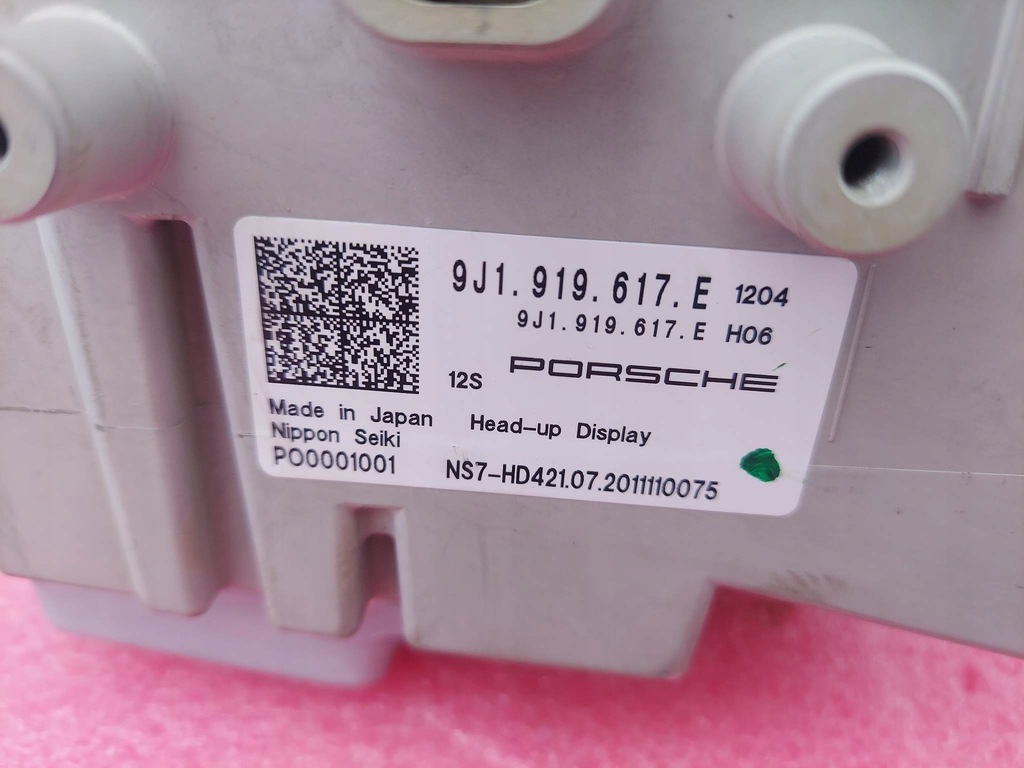 9J1.919.617.E 1204
9J1.919.617.E H06
12S PORSCHE
Made in Japan Head-up Display
Nippon Seiki
PO0001001 NS7-HD421.07.2011110075